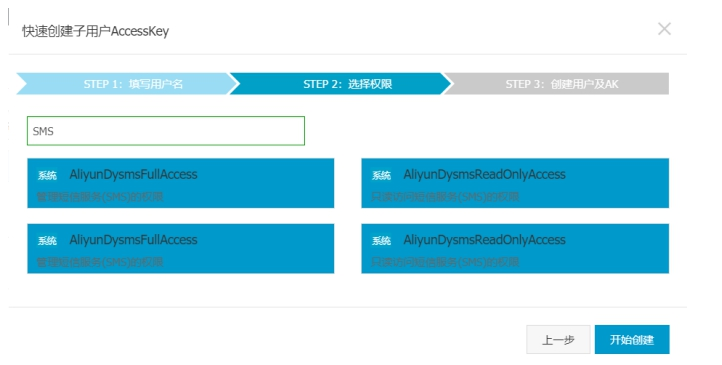 快速创建子用户AccessKey
STEP 1：填写用户名 STEP 2：选择权限 STEP 3：创建用户及AK
SMS
系统 AliyunDysmsFullAccess 系统 AliyunDysmsReadOnlyAccess
管理短信服务(SMS)的权限 只读访问短信服务(SMS)的权限
系统 AliyunDysmsFullAccess 系统 AliyunDysmsReadOnlyAccess
管理短信服务(SMS)的权限 只读访问短信服务(SMS)的权限
上一步 开始创建